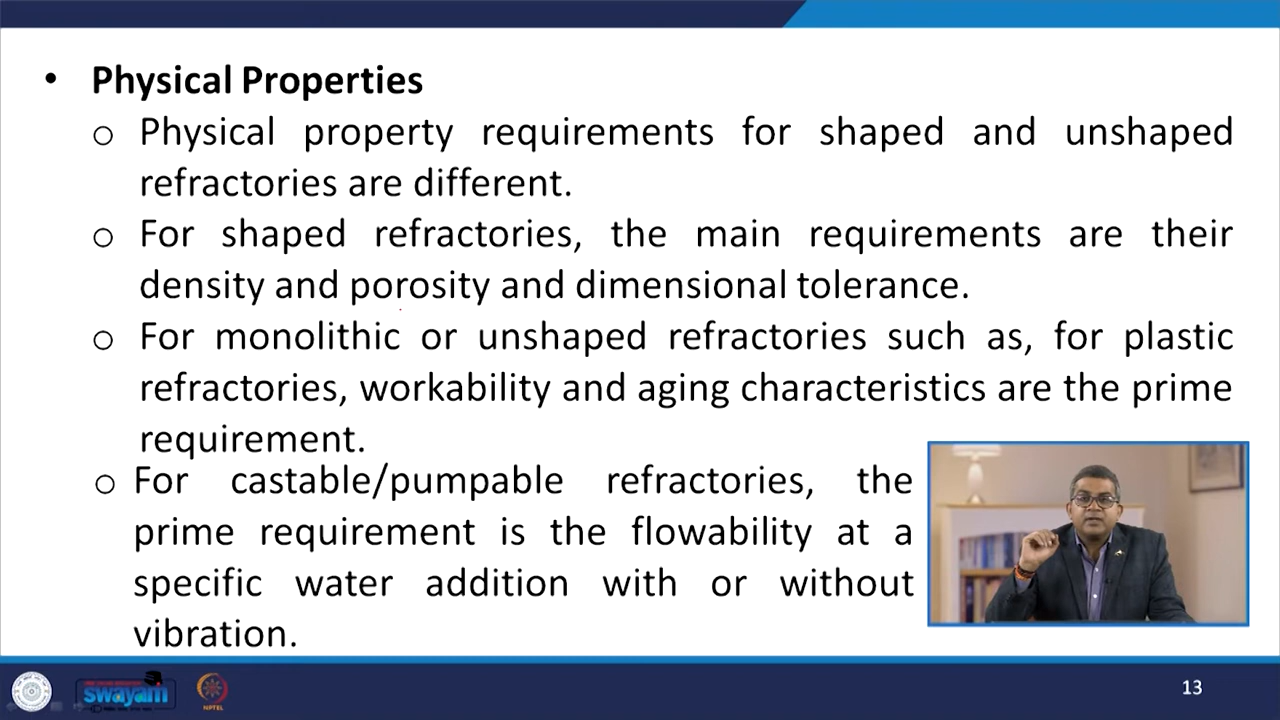 • Physical Properties
o Physical property requirements for shaped and unshaped
refractories are different.
o For shaped refractories, the main requirements are their
density and porosity and dimensional tolerance.
o For monolithic or unshaped refractories such as, for plastic
refractories, workability and aging characteristics are the prime
requirement.
o For castable/pumpable refractories, the
prime requirement is the flowability at a
specific water addition with or without
vibration.
swayam
NPTEL
13